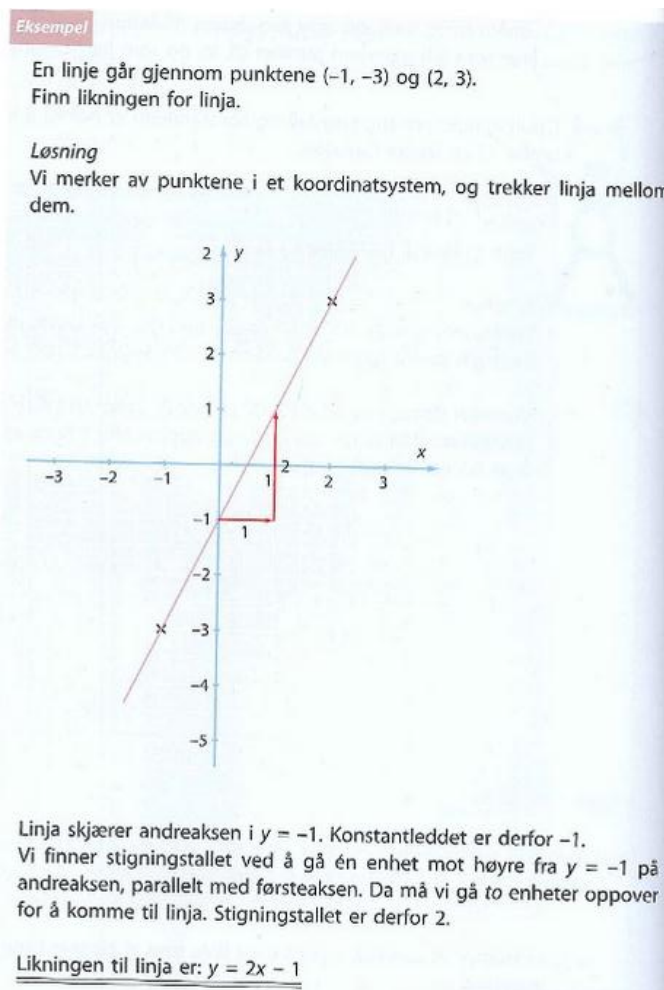 Eksempel
En linje går gjennom punktene (–1, –3) og (2, 3).
Finn likningen for linja.
Løsning
Vi merker av punktene i et koordinatsystem, og trekker linja mellom
dem.
2 y
3
2
1
x
–3 –2 –1 1 2 2 3
–1
1
–2
–3
–4
–5
Linja skjærer andreaksen i y = –1. Konstantleddet er derfor –1.
Vi finner stigningstallet ved å gå én enhet mot høyre fra y = –1 på
andreaksen, parallelt med førsteaksen. Da må vi gå to enheter oppover
for å komme til linja. Stigningstallet er derfor 2.
Likningen til linja er: y = 2x – 1